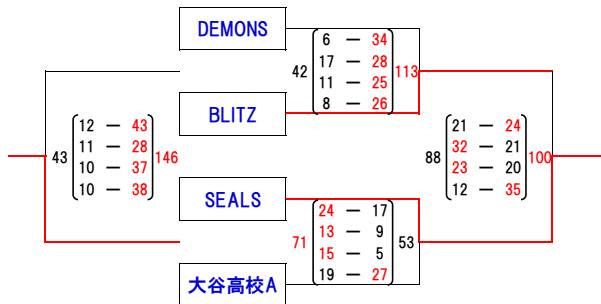 DEMONS
42 6 — 34 113
17 — 28
11 — 25
8 — 26
BLITZ
43 12 — 43 146
11 — 28
10 — 37
10 — 38
88 21 — 24 100
32 — 21
23 — 20
12 — 35
SEALS
71 24 — 17 53
13 — 9
15 — 5
19 — 27
大谷高校A